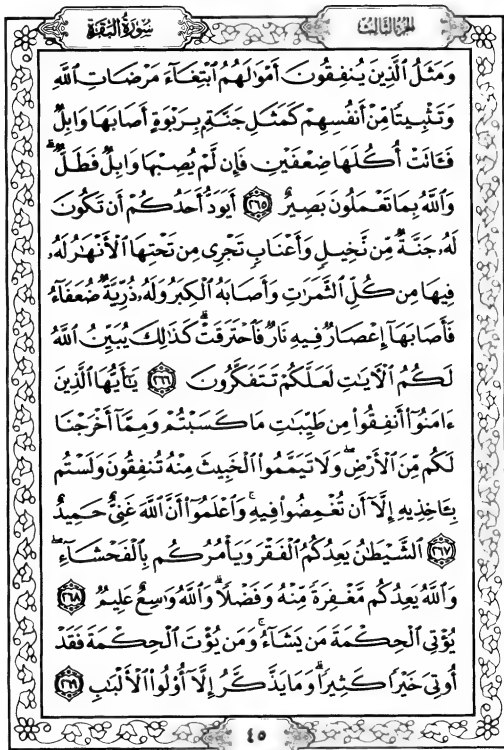 الجزء الثالث
سورة البقرة
وَمَثَلُ ٱلَّذِينَ يُنفِقُونَ أَمْوَٰلَهُمُ ٱبْتِغَآءَ مَرْضَاتِ ٱللَّهِ
وَتَثْبِيتًا مِّنْ أَنفُسِهِمْ كَمَثَلِ جَنَّةٍۭ بِرَبْوَةٍ أَصَابَهَا وَابِلٌ
فَـَٔاتَتْ أُكُلَهَا ضِعْفَيْنِ فَإِن لَّمْ يُصِبْهَا وَابِلٌ فَطَلٌّ ۗ
وَٱللَّهُ بِمَا تَعْمَلُونَ بَصِيرٌ ٢٦٥ أَيَوَدُّ أَحَدُكُمْ أَن تَكُونَ
لَهُۥ جَنَّةٌ مِّن نَّخِيلٍ وَأَعْنَابٍ تَجْرِى مِن تَحْتِهَا ٱلْأَنْهَٰرُ لَهُۥ
فِيهَا مِن كُلِّ ٱلثَّمَرَٰتِ وَأَصَابَهُ ٱلْكِبَرُ وَلَهُۥ ذُرِّيَّةٌ ضُعَفَآءُ
فَأَصَابَهَآ إِعْصَارٌ فِيهِ نَارٌ فَٱحْتَرَقَتْ ۗ كَذَٰلِكَ يُبَيِّنُ ٱللَّهُ
لَكُمُ ٱلْـَٔايَٰتِ لَعَلَّكُمْ تَتَفَكَّرُونَ ٢٦٦ يَٰٓأَيُّهَا ٱلَّذِينَ
ءَامَنُوٓا۟ أَنفِقُوا۟ مِن طَيِّبَٰتِ مَا كَسَبْتُمْ وَمِمَّآ أَخْرَجْنَا
لَكُم مِّنَ ٱلْأَرْضِ ۖ وَلَا تَيَمَّمُوا۟ ٱلْخَبِيثَ مِنْهُ تُنفِقُونَ وَلَسْتُم
بِـَٔاخِذِيهِ إِلَّآ أَن تُغْمِضُوا۟ فِيهِ ۚ وَٱعْلَمُوٓا۟ أَنَّ ٱللَّهَ غَنِىٌّ حَمِيدٌ
٢٦٧ ٱلشَّيْطَٰنُ يَعِدُكُمُ ٱلْفَقْرَ وَيَأْمُرُكُم بِٱلْفَحْشَآءِ ۖ
وَٱللَّهُ يَعِدُكُم مَّغْفِرَةً مِّنْهُ وَفَضْلًا ۗ وَٱللَّهُ وَٰسِعٌ عَلِيمٌ ٢٦٨
يُؤْتِى ٱلْحِكْمَةَ مَن يَشَآءُ ۚ وَمَن يُؤْتَ ٱلْحِكْمَةَ فَقَدْ
أُوتِىَ خَيْرًا كَثِيرًا ۗ وَمَا يَذَّكَّرُ إِلَّآ أُو۟لُوا۟ ٱلْأَلْبَٰبِ ٢٦٩
٤٥